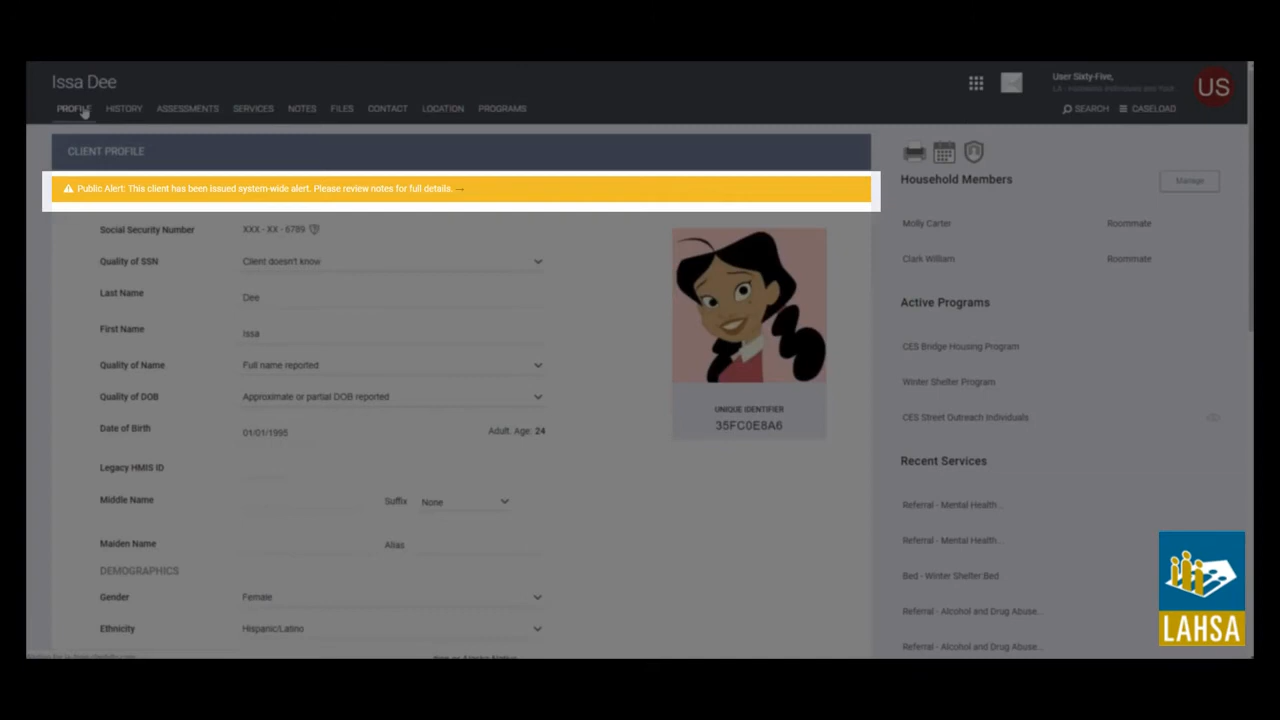 Issa Dee
User Sixty-Five,
US
PROFILE HISTORY ASSESSMENTS SERVICES NOTES FILES CONTACT LOCATION PROGRAMS
SEARCH CASELOAD
CLIENT PROFILE
Public Alert: This client has been issued system-wide alert. Please review notes for full details. →
Social Security Number XXX - XX - 6789
Quality of SSN Client doesn't know
Last Name Dee
First Name Issa
Quality of Name Full name reported
Quality of DOB Approximate or partial DOB reported
Date of Birth 01/01/1995 Adult. Age: 24
Legacy HMIS ID
Middle Name Suffix None
Maiden Name Alias
DEMOGRAPHICS
Gender Female
Ethnicity Hispanic/Latino
UNIQUE IDENTIFIER
35FC0E8A6
Household Members Manage
Molly Carter Roommate
Clark William Roommate
Active Programs
CES Bridge Housing Program
Winter Shelter Program
CES Street Outreach Individuals
Recent Services
Referral - Mental Health...
Referral - Mental Health...
Bed - Winter Shelter Bed
Referral - Alcohol and Drug Abuse...
Referral - Alcohol and Drug Abuse...
LAHSA